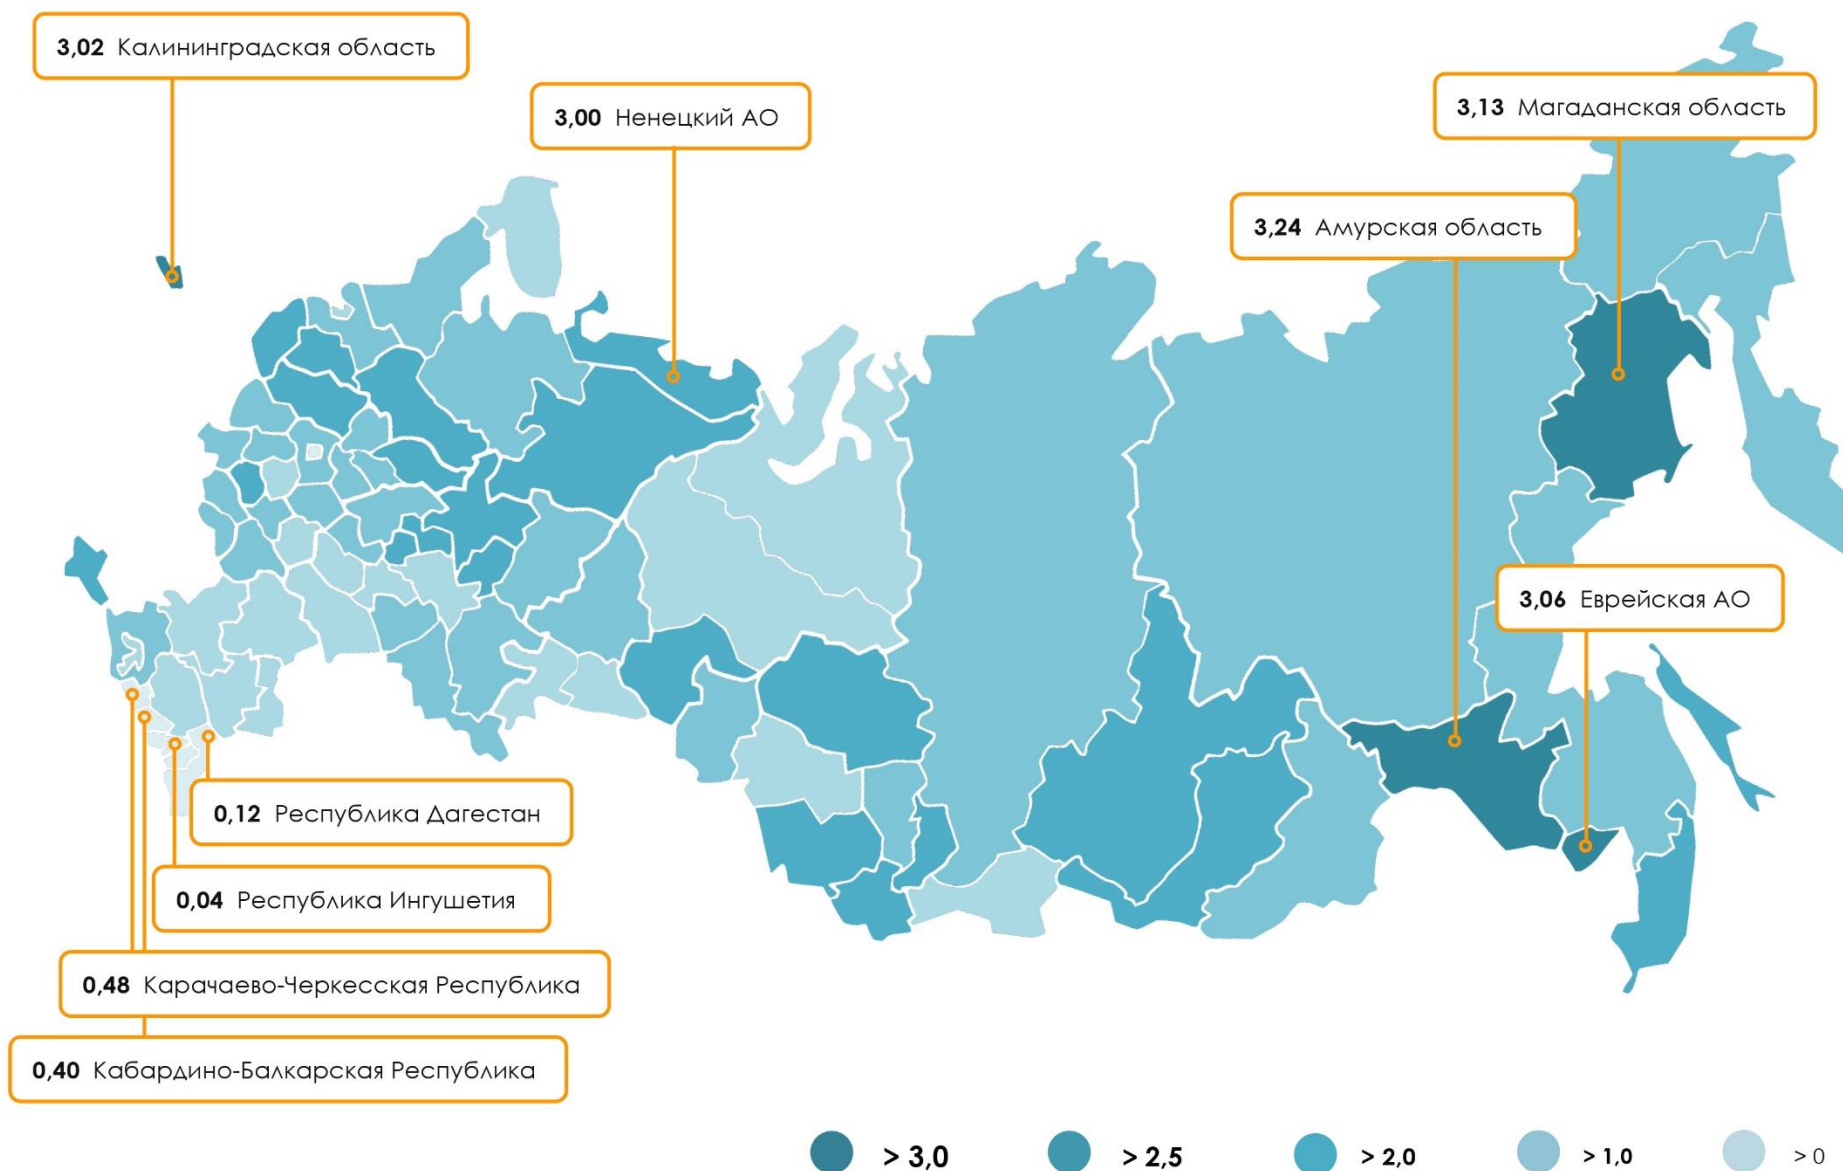 3,02 Калининградская область
3,00 Ненецкий АО
3,13 Магаданская область
3,24 Амурская область
3,06 Еврейская АО
0,12 Республика Дагестан
0,04 Республика Ингушетия
0,48 Карачаево-Черкесская Республика
0,40 Кабардино-Балкарская Республика
> 3,0 > 2,5 > 2,0 > 1,0 > 0